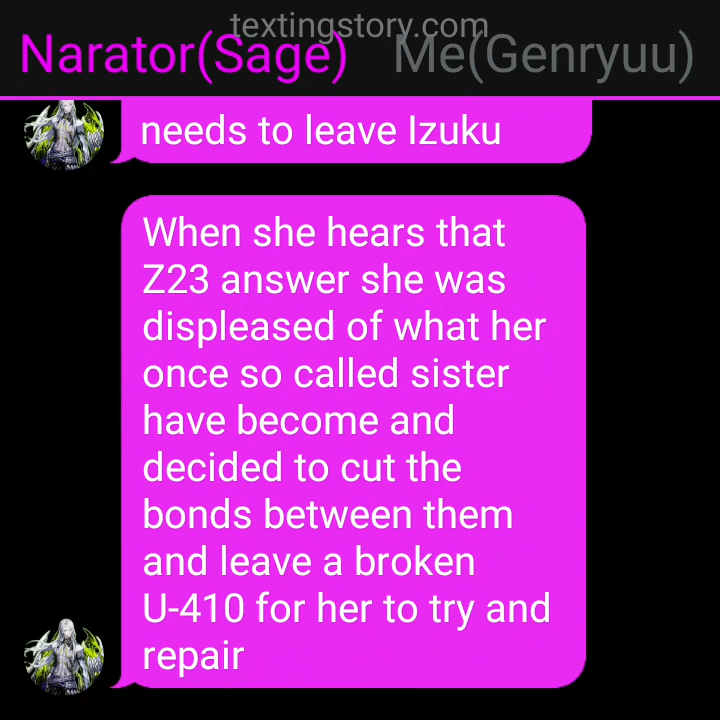 textingstory.com
Narator(Sage) Me(Genryuu)
needs to leave Izuku
When she hears that
Z23 answer she was
displeased of what her
once so called sister
have become and
decided to cut the
bonds between them
and leave a broken
U-410 for her to try and
repair